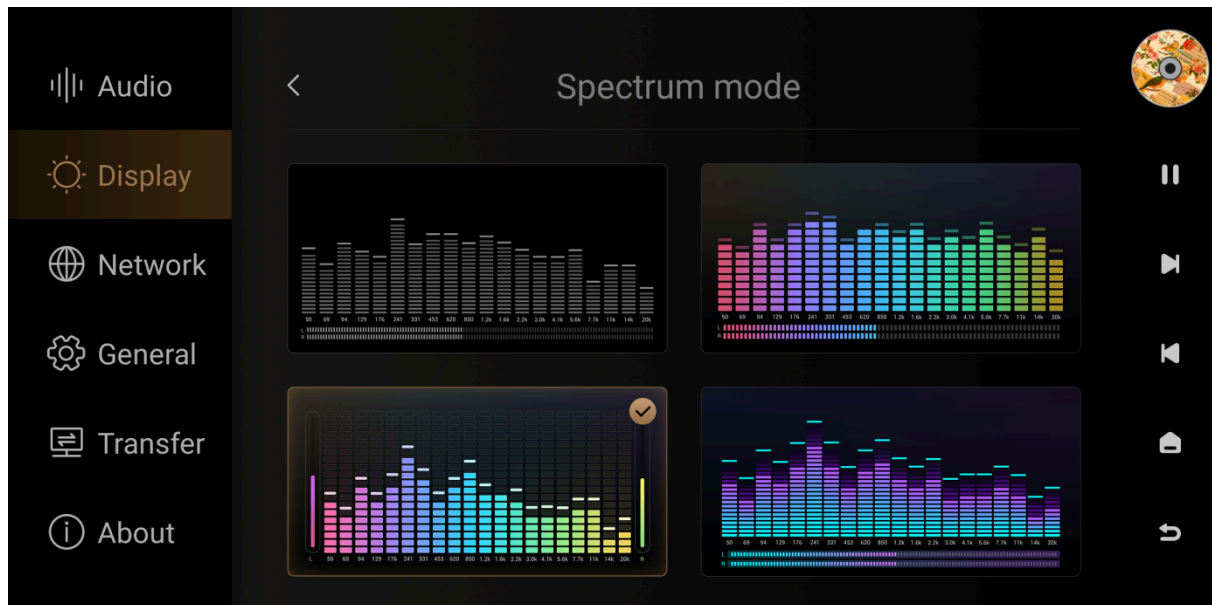 Audio
Display
Network
General
Transfer
About
Spectrum mode
50 69 94 129 176 241 331 453 620 850 1.2k 1.6k 2.2k 3.0k 4.1k 5.6k 7.7k 11k 14k 20k
L
R
50 69 94 129 176 241 331 453 620 850 1.2k 1.6k 2.2k 3.0k 4.1k 5.6k 7.7k 11k 14k 20k
L
R
L 50 69 94 129 176 241 331 453 620 850 1.2k 1.6k 2.2k 3.0k 4.1k 5.6k 7.7k 11k 14k 20k R
50 69 94 129 176 241 331 453 620 850 1.2k 1.6k 2.2k 3.0k 4.1k 5.6k 7.7k 11k 14k 20k
L
R